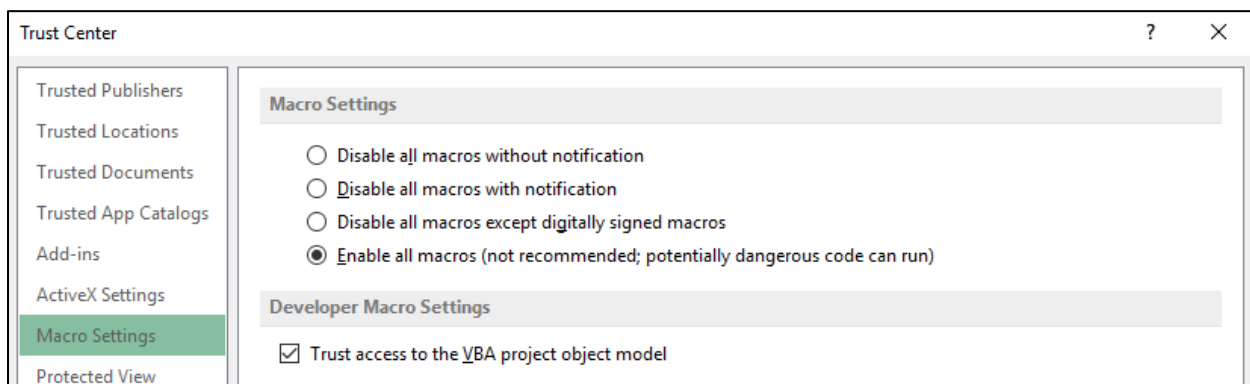 Trust Center
?
Trusted Publishers
Trusted Locations
Trusted Documents
Trusted App Catalogs
Add-ins
ActiveX Settings
Macro Settings
Protected View
Macro Settings
Disable all macros without notification
Disable all macros with notification
Disable all macros except digitally signed macros
Enable all macros (not recommended; potentially dangerous code can run)
Developer Macro Settings
Trust access to the VBA project object model